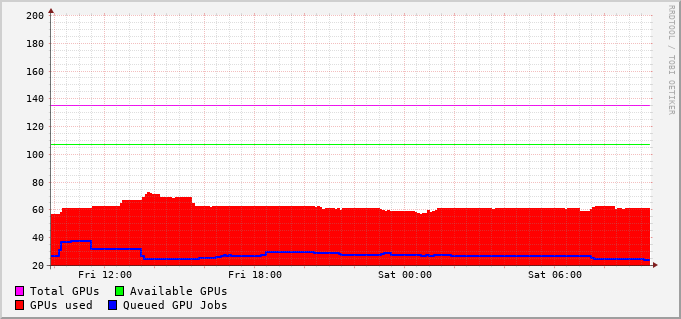 RRDTOOL / TOBI OETIKER
200
180
160
140
120
100
80
60
40
20
Fri 12:00 Fri 18:00 Sat 00:00 Sat 06:00
Total GPUs Available GPUs
GPUs used Queued GPU Jobs